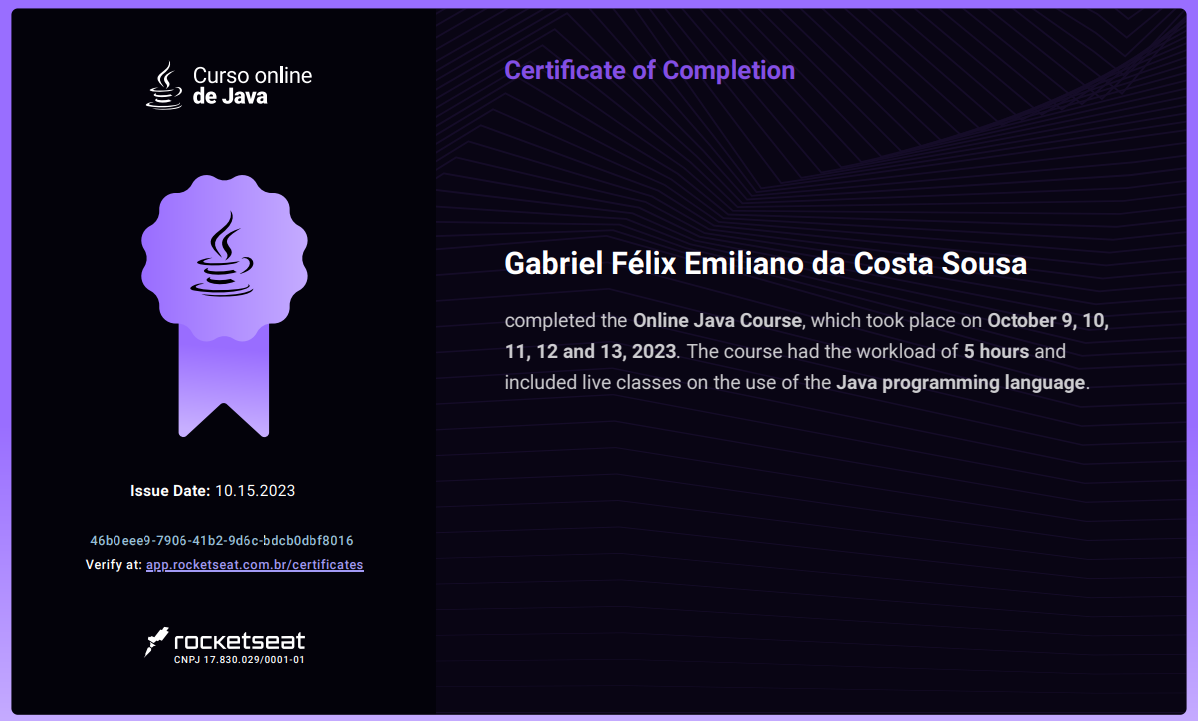 Curso online
de Java
Issue Date: 10.15.2023
46b0eee9-7906-41b2-9d6c-bdcb0dbf8016
Verify at: app.rocketseat.com.br/certificates
rocketseat
CNPJ 17.830.029/0001-01
Certificate of Completion
Gabriel Félix Emiliano da Costa Sousa
completed the Online Java Course, which took place on October 9, 10,
11, 12 and 13, 2023. The course had the workload of 5 hours and
included live classes on the use of the Java programming language.